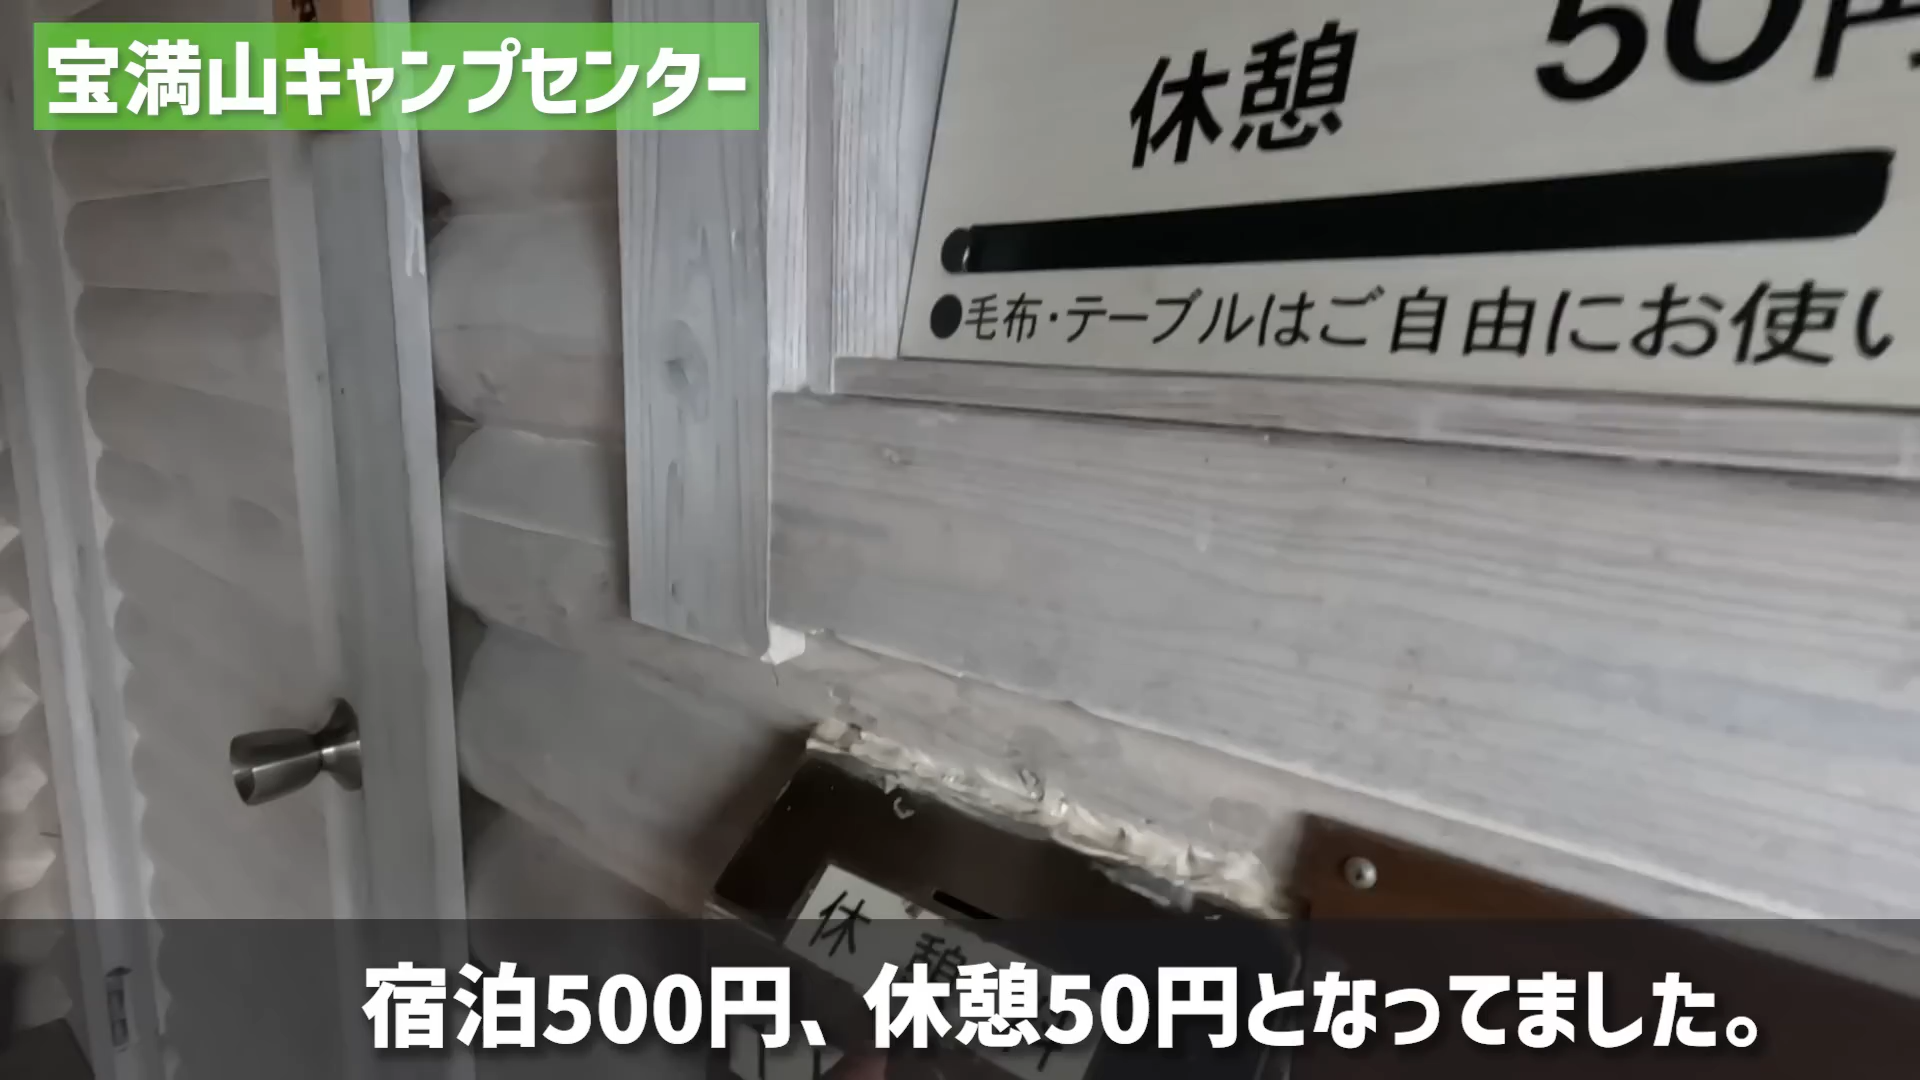 宝満山キャンプセンター
休憩 50円
●毛布・テーブルはご自由にお使い
休憩
宿泊500円、休憩50円となってました。